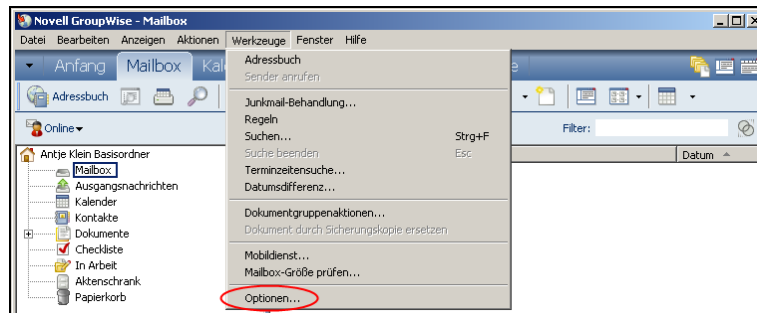 Novell GroupWise - Mailbox
Datei Bearbeiten Anzeigen Aktionen Werkzeuge Fenster Hilfe
Anfang Mailbox Kal
Adressbuch
Online
Filter:
Antje Klein Basisordner
Mailbox
Ausgangsnachrichten
Kalender
Kontakte
Dokumente
Checkliste
In Arbeit
Aktenschrank
Papierkorb
Adressbuch
Sender anrufen
Junkmail-Behandlung...
Regeln
Suchen... Strg+F
Suche beenden Esc
Terminzeitensuche...
Datumsdifferenz...
Dokumentgruppenaktionen...
Dokument durch Sicherungskopie ersetzen
Mobildienst...
Mailbox-Größe prüfen...
Optionen...
Datum